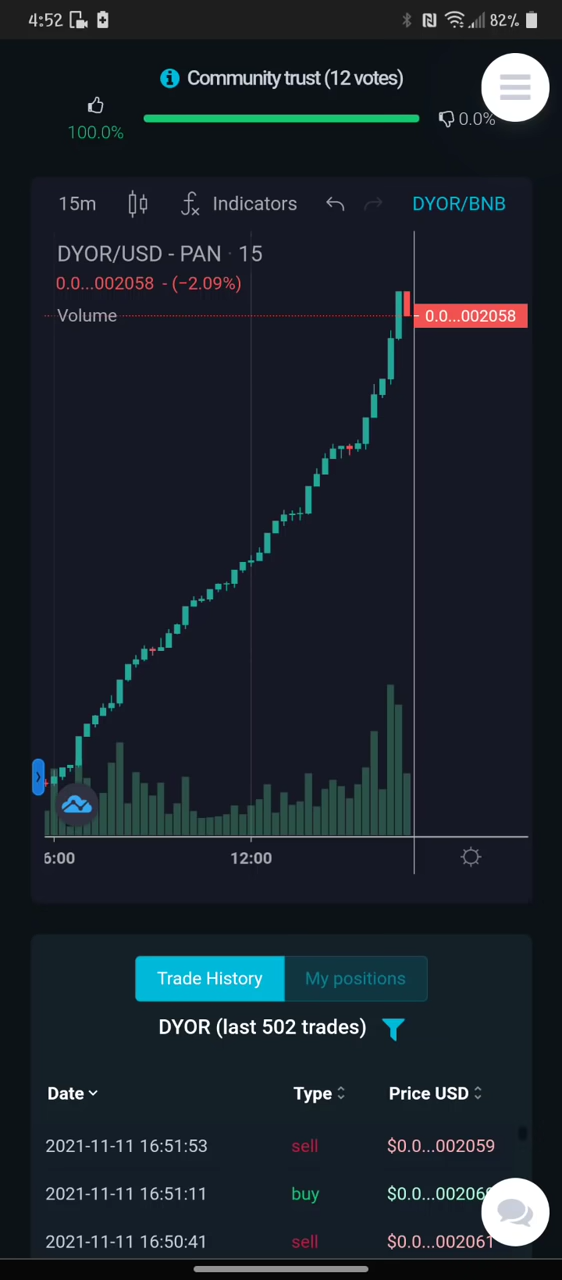 4:52
82%
Community trust (12 votes)
100.0%
0.0%
15m
Indicators
DYOR/BNB
DYOR/USD - PAN · 15
0.0...002058 - (−2.09%)
Volume
0.0...002058
6:00
12:00
Trade History
My positions
DYOR (last 502 trades)
Date
Type
Price USD
2021-11-11 16:51:53
sell
$0.0...002059
2021-11-11 16:51:11
buy
2021-11-11 16:50:41
sell
$0.0...002061